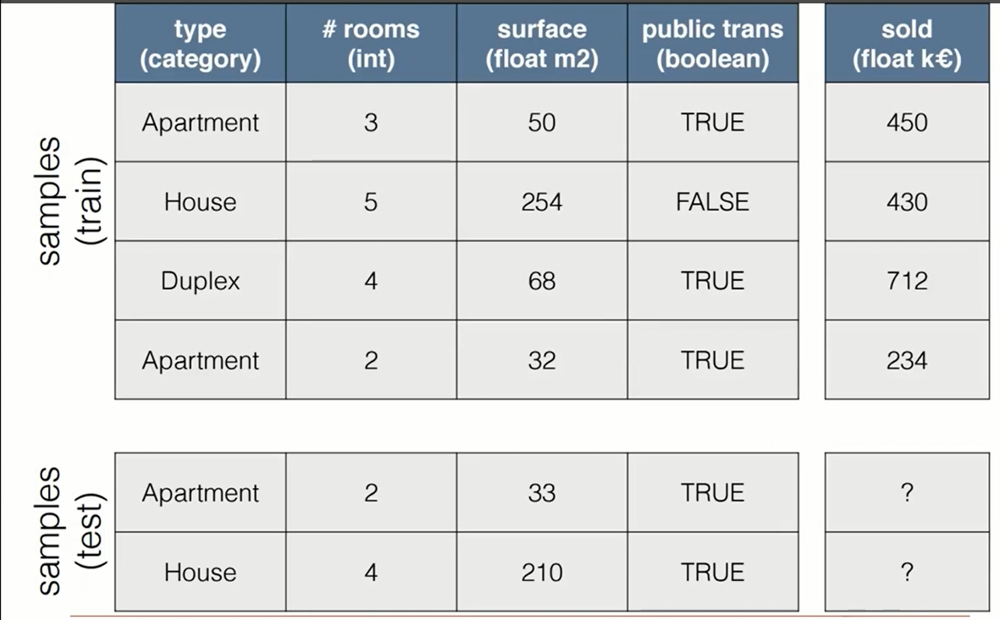 type # rooms surface public trans sold
(category) (int) (float m2) (boolean) (float k€)
samples
(train)
Apartment 3 50 TRUE 450
House 5 254 FALSE 430
Duplex 4 68 TRUE 712
Apartment 2 32 TRUE 234
samples
(test)
Apartment 2 33 TRUE ?
House 4 210 TRUE ?